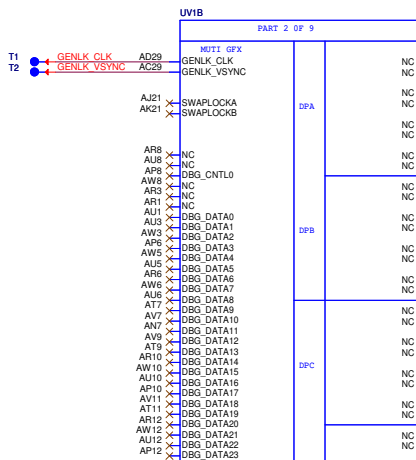 UV1B
PART 2 OF 9
MUTI GFX
T1 GENLK_CLK AD29 GENLK_CLK NC
T2 GENLK_VSYNC AC29 GENLK_VSYNC NC
NC
AJ21 SWAPLOCKA DPA NC
AK21 SWAPLOCKB
NC
NC
AR8 NC NC
AU8 NC NC
AP8 DBG_CNTL0
AW8 NC NC
AR3 NC NC
AR1 NC
AU1 DBG_DATA0 NC
AU3 DBG_DATA1 NC
AW3 DBG_DATA2 DPB
AP6 DBG_DATA3 NC
AW5 DBG_DATA4 NC
AU5 DBG_DATA5
AR6 DBG_DATA6 NC
AW6 DBG_DATA7 NC
AU6 DBG_DATA8
AT7 DBG_DATA9 NC
AV7 DBG_DATA10 NC
AN7 DBG_DATA11
AV9 DBG_DATA12 NC
AT9 DBG_DATA13 NC
AR10 DBG_DATA14 DPC
AW10 DBG_DATA15 NC
AU10 DBG_DATA16 NC
AP10 DBG_DATA17
AV11 DBG_DATA18 NC
AT11 DBG_DATA19 NC
AR12 DBG_DATA20
AW12 DBG_DATA21 NC
AU12 DBG_DATA22 NC
AP12 DBG_DATA23